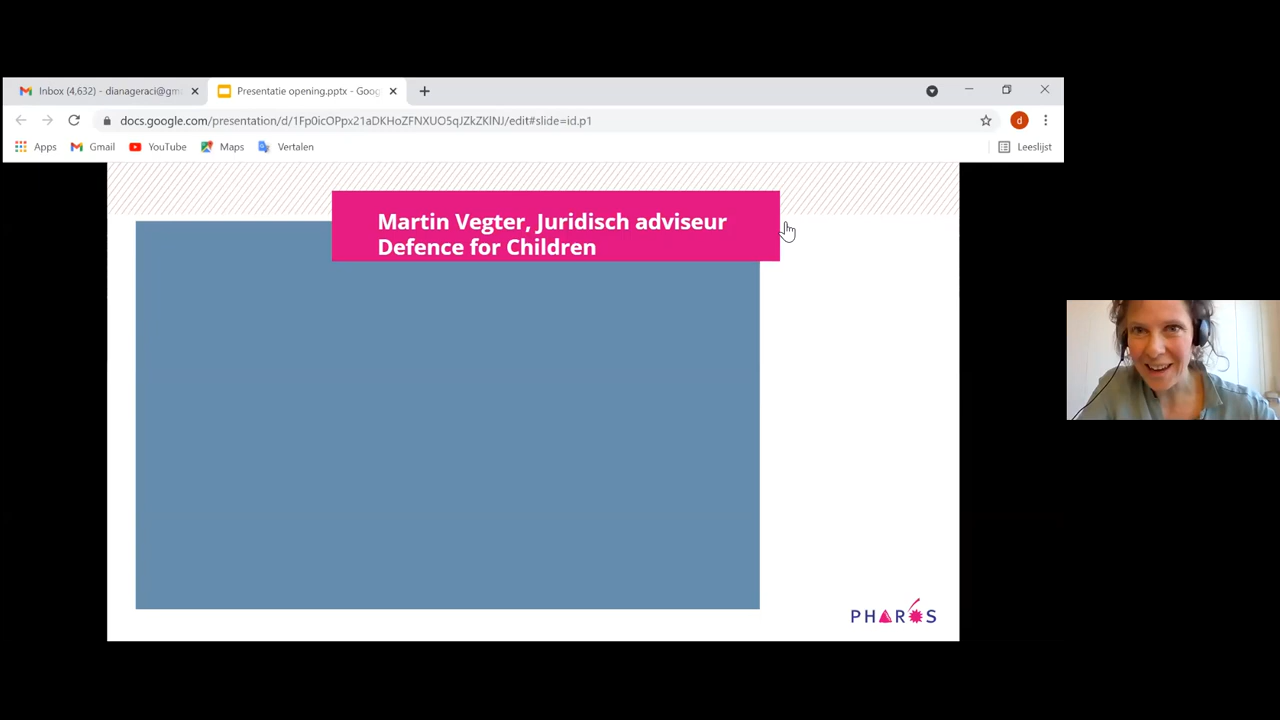 Inbox (4,632) - dianageraci@gm
Presentatie opening.pptx - Goog
docs.google.com/presentation/d/1Fp0icOPpx21aDKHoZFNXUO5qJZkZKlNJ/edit#slide=id.p1
d
Apps Gmail YouTube Maps Vertalen Leeslijst
Martin Vegter, Juridisch adviseur
Defence for Children
PHAROS